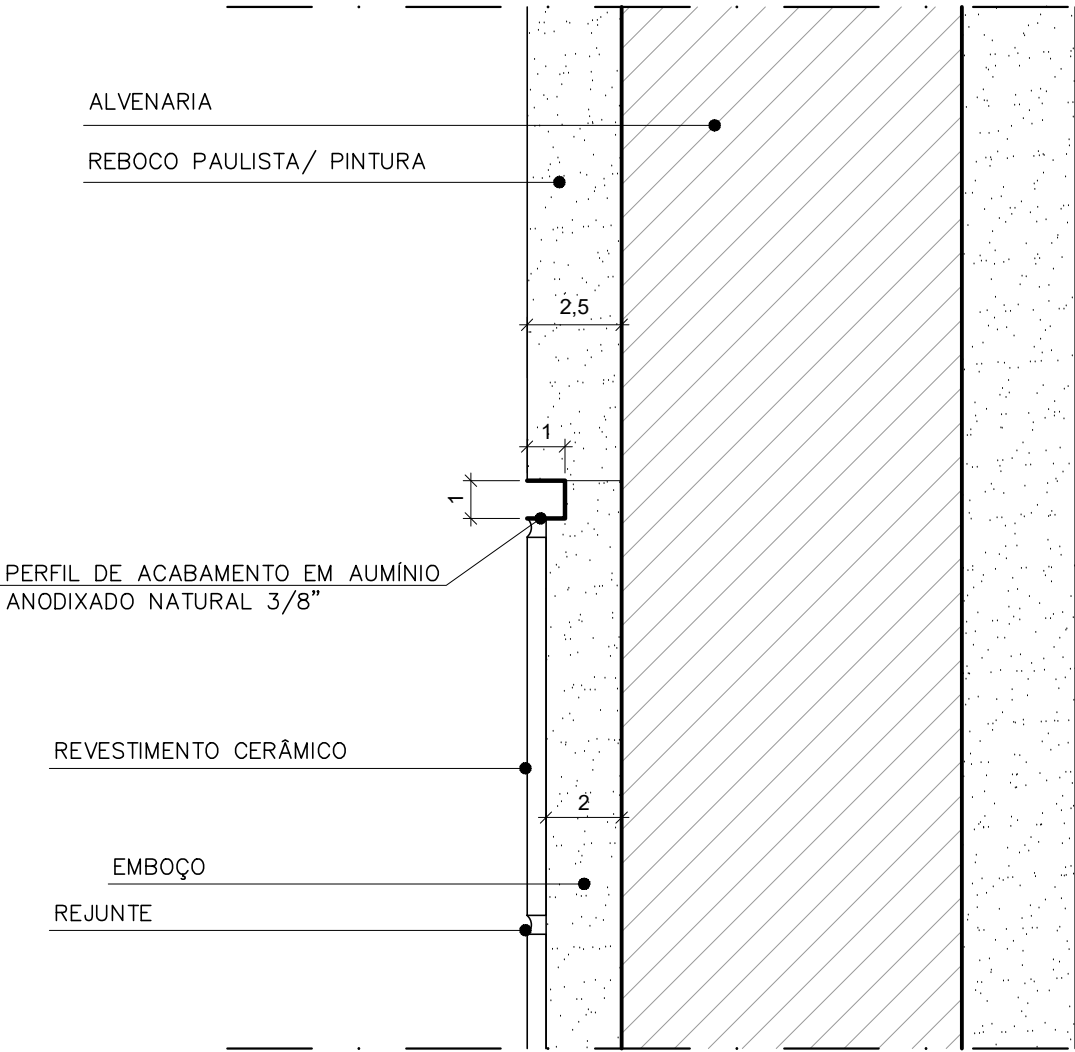 ALVENARIA
REBOCO PAULISTA/ PINTURA
2,5
1
1
PERFIL DE ACABAMENTO EM AUMÍNIO
ANODIXADO NATURAL 3/8”
REVESTIMENTO CERÂMICO
2
EMBOÇO
REJUNTE